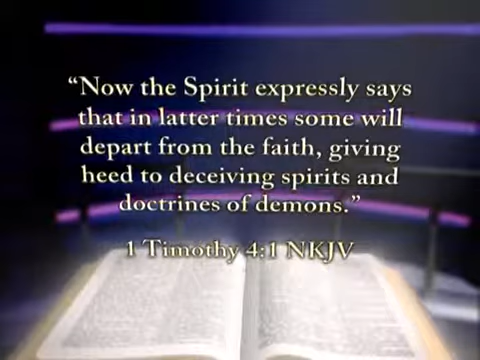 “Now the Spirit expressly says
that in latter times some will
depart from the faith, giving
heed to deceiving spirits and
doctrines of demons.”
1 Timothy 4:1 NKJV